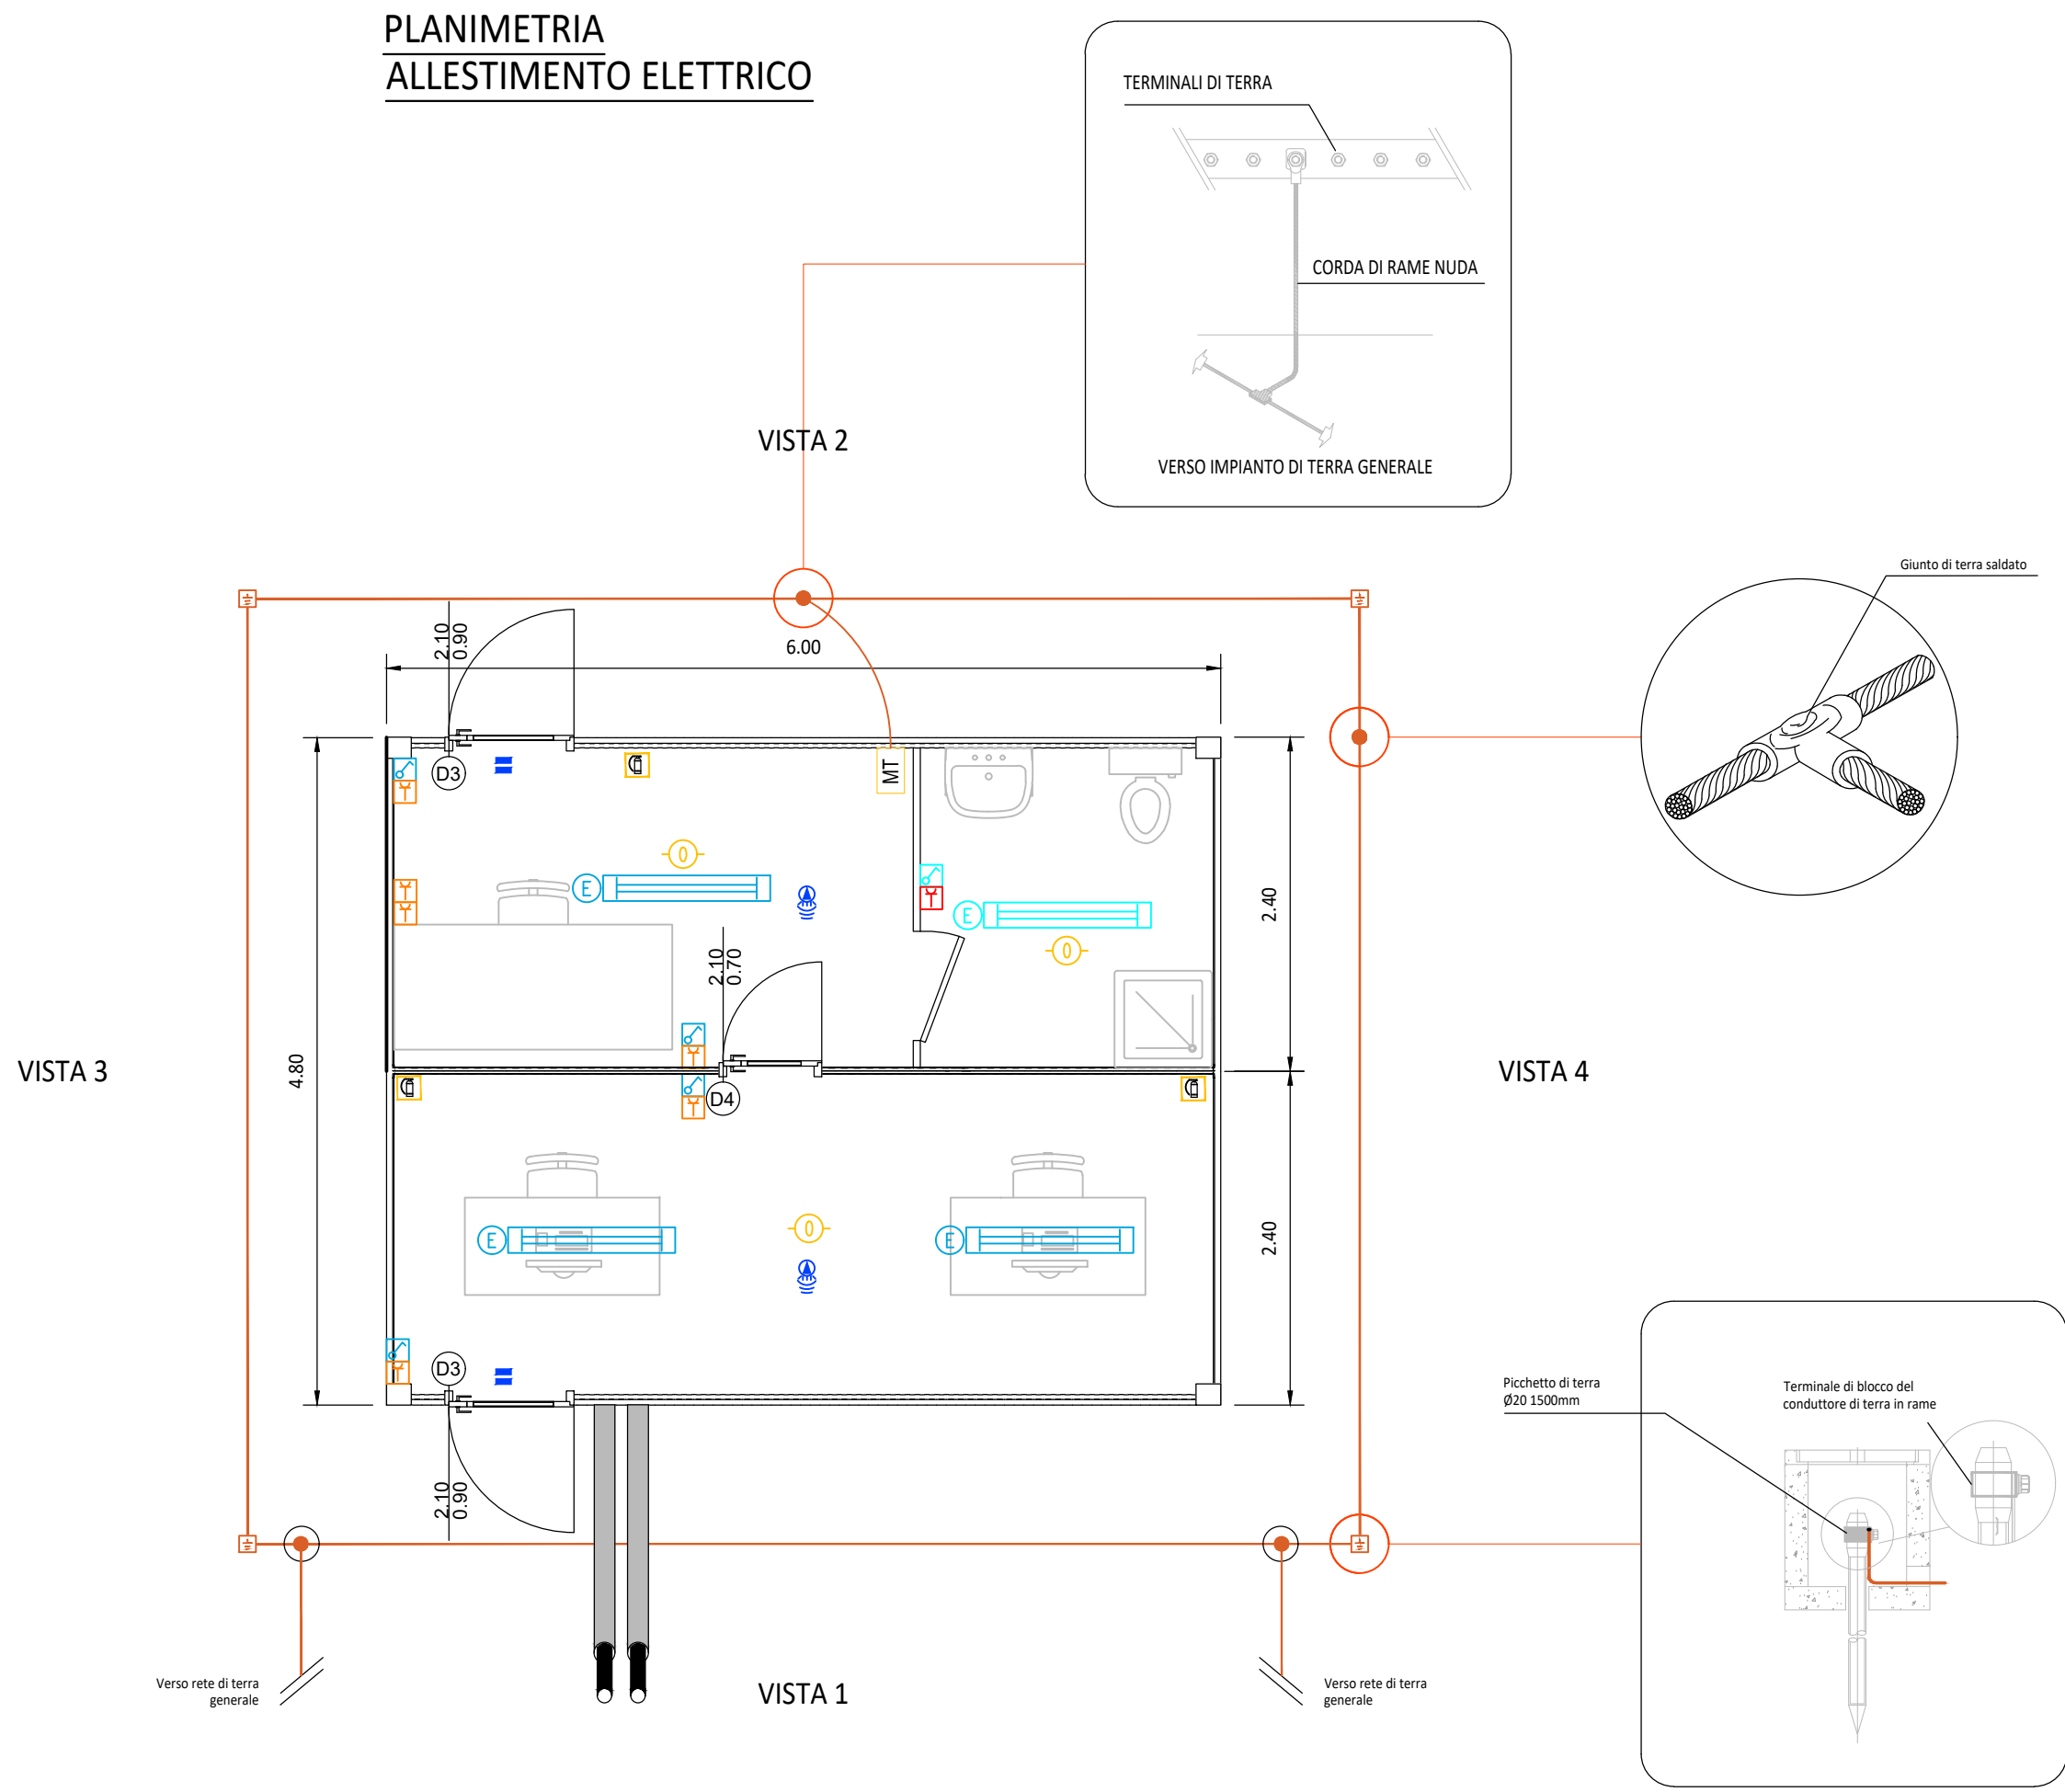 PLANIMETRIA
ALLESTIMENTO ELETTRICO
TERMINALI DI TERRA
CORDA DI RAME NUDA
VERSO IMPIANTO DI TERRA GENERALE
VISTA 2
Giunto di terra saldato
2.10
0.90
6.00
D3
MT
E
E
2.10
0.70
2.40
4.80
VISTA 3
VISTA 4
D4
E
E
2.40
D3
2.10
0.90
Picchetto di terra
Ø20 1500mm
Terminale di blocco del
conduttore di terra in rame
Verso rete di terra
generale
VISTA 1
Verso rete di terra
generale